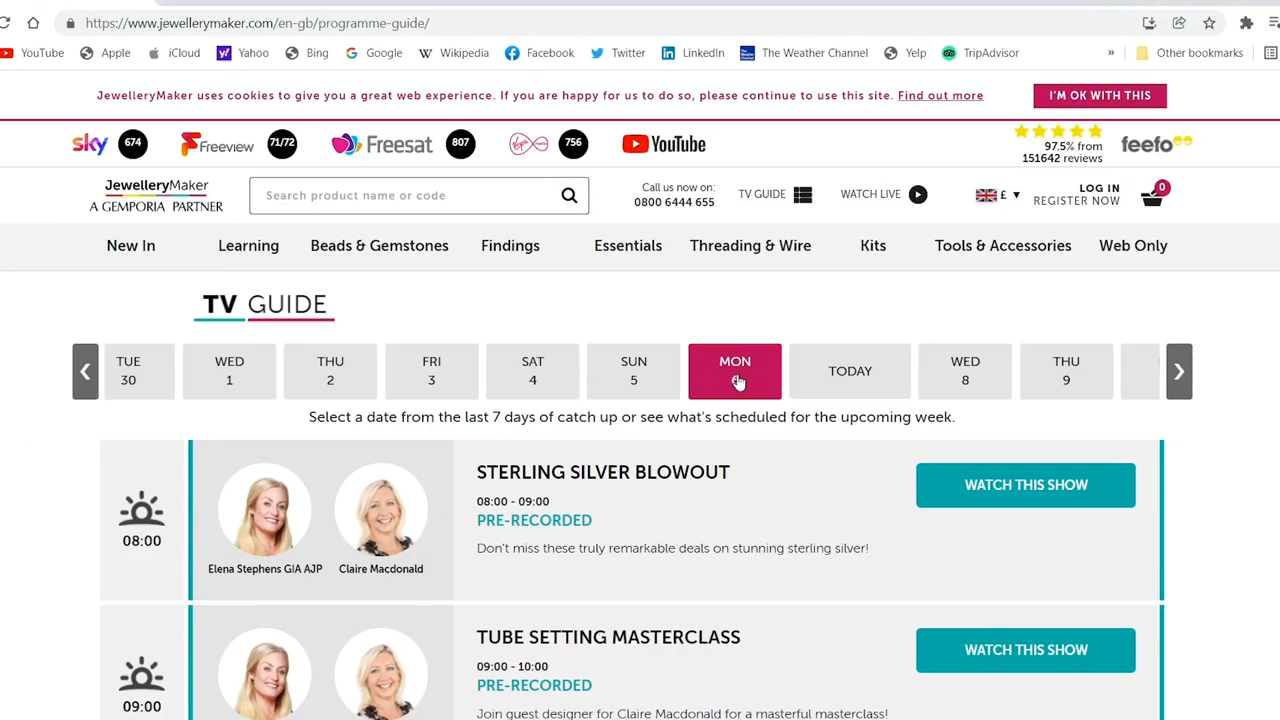 https://www.jewellerymaker.com/en-gb/programme-guide/
YouTube Apple iCloud Yahoo Bing Google Wikipedia Facebook Twitter LinkedIn The Weather Channel Yelp TripAdvisor » Other bookmarks
JewelleryMaker uses cookies to give you a great web experience. If you are happy for us to do so, please continue to use this site. Find out more I'M OK WITH THIS
sky 674 Freeview 71/72 Freesat 807 756 YouTube
97.5% from
151642 reviews
feefo
JewelleryMaker
A GEMPORIA PARTNER
Search product name or code
Call us now on:
0800 6444 655
TV GUIDE
WATCH LIVE
£ ▼
LOG IN
REGISTER NOW
0
New In Learning Beads & Gemstones Findings Essentials Threading & Wire Kits Tools & Accessories Web Only
TV GUIDE
TUE WED THU FRI SAT SUN MON TODAY WED THU
30 1 2 3 4 5 8 9
Select a date from the last 7 days of catch up or see what's scheduled for the upcoming week.
08:00
Elena Stephens GIA AJP Claire Macdonald
STERLING SILVER BLOWOUT
08:00 - 09:00
PRE-RECORDED
Don't miss these truly remarkable deals on stunning sterling silver!
WATCH THIS SHOW
09:00
TUBE SETTING MASTERCLASS
09:00 - 10:00
PRE-RECORDED
Join guest designer for Claire Macdonald for a masterful masterclass!
WATCH THIS SHOW